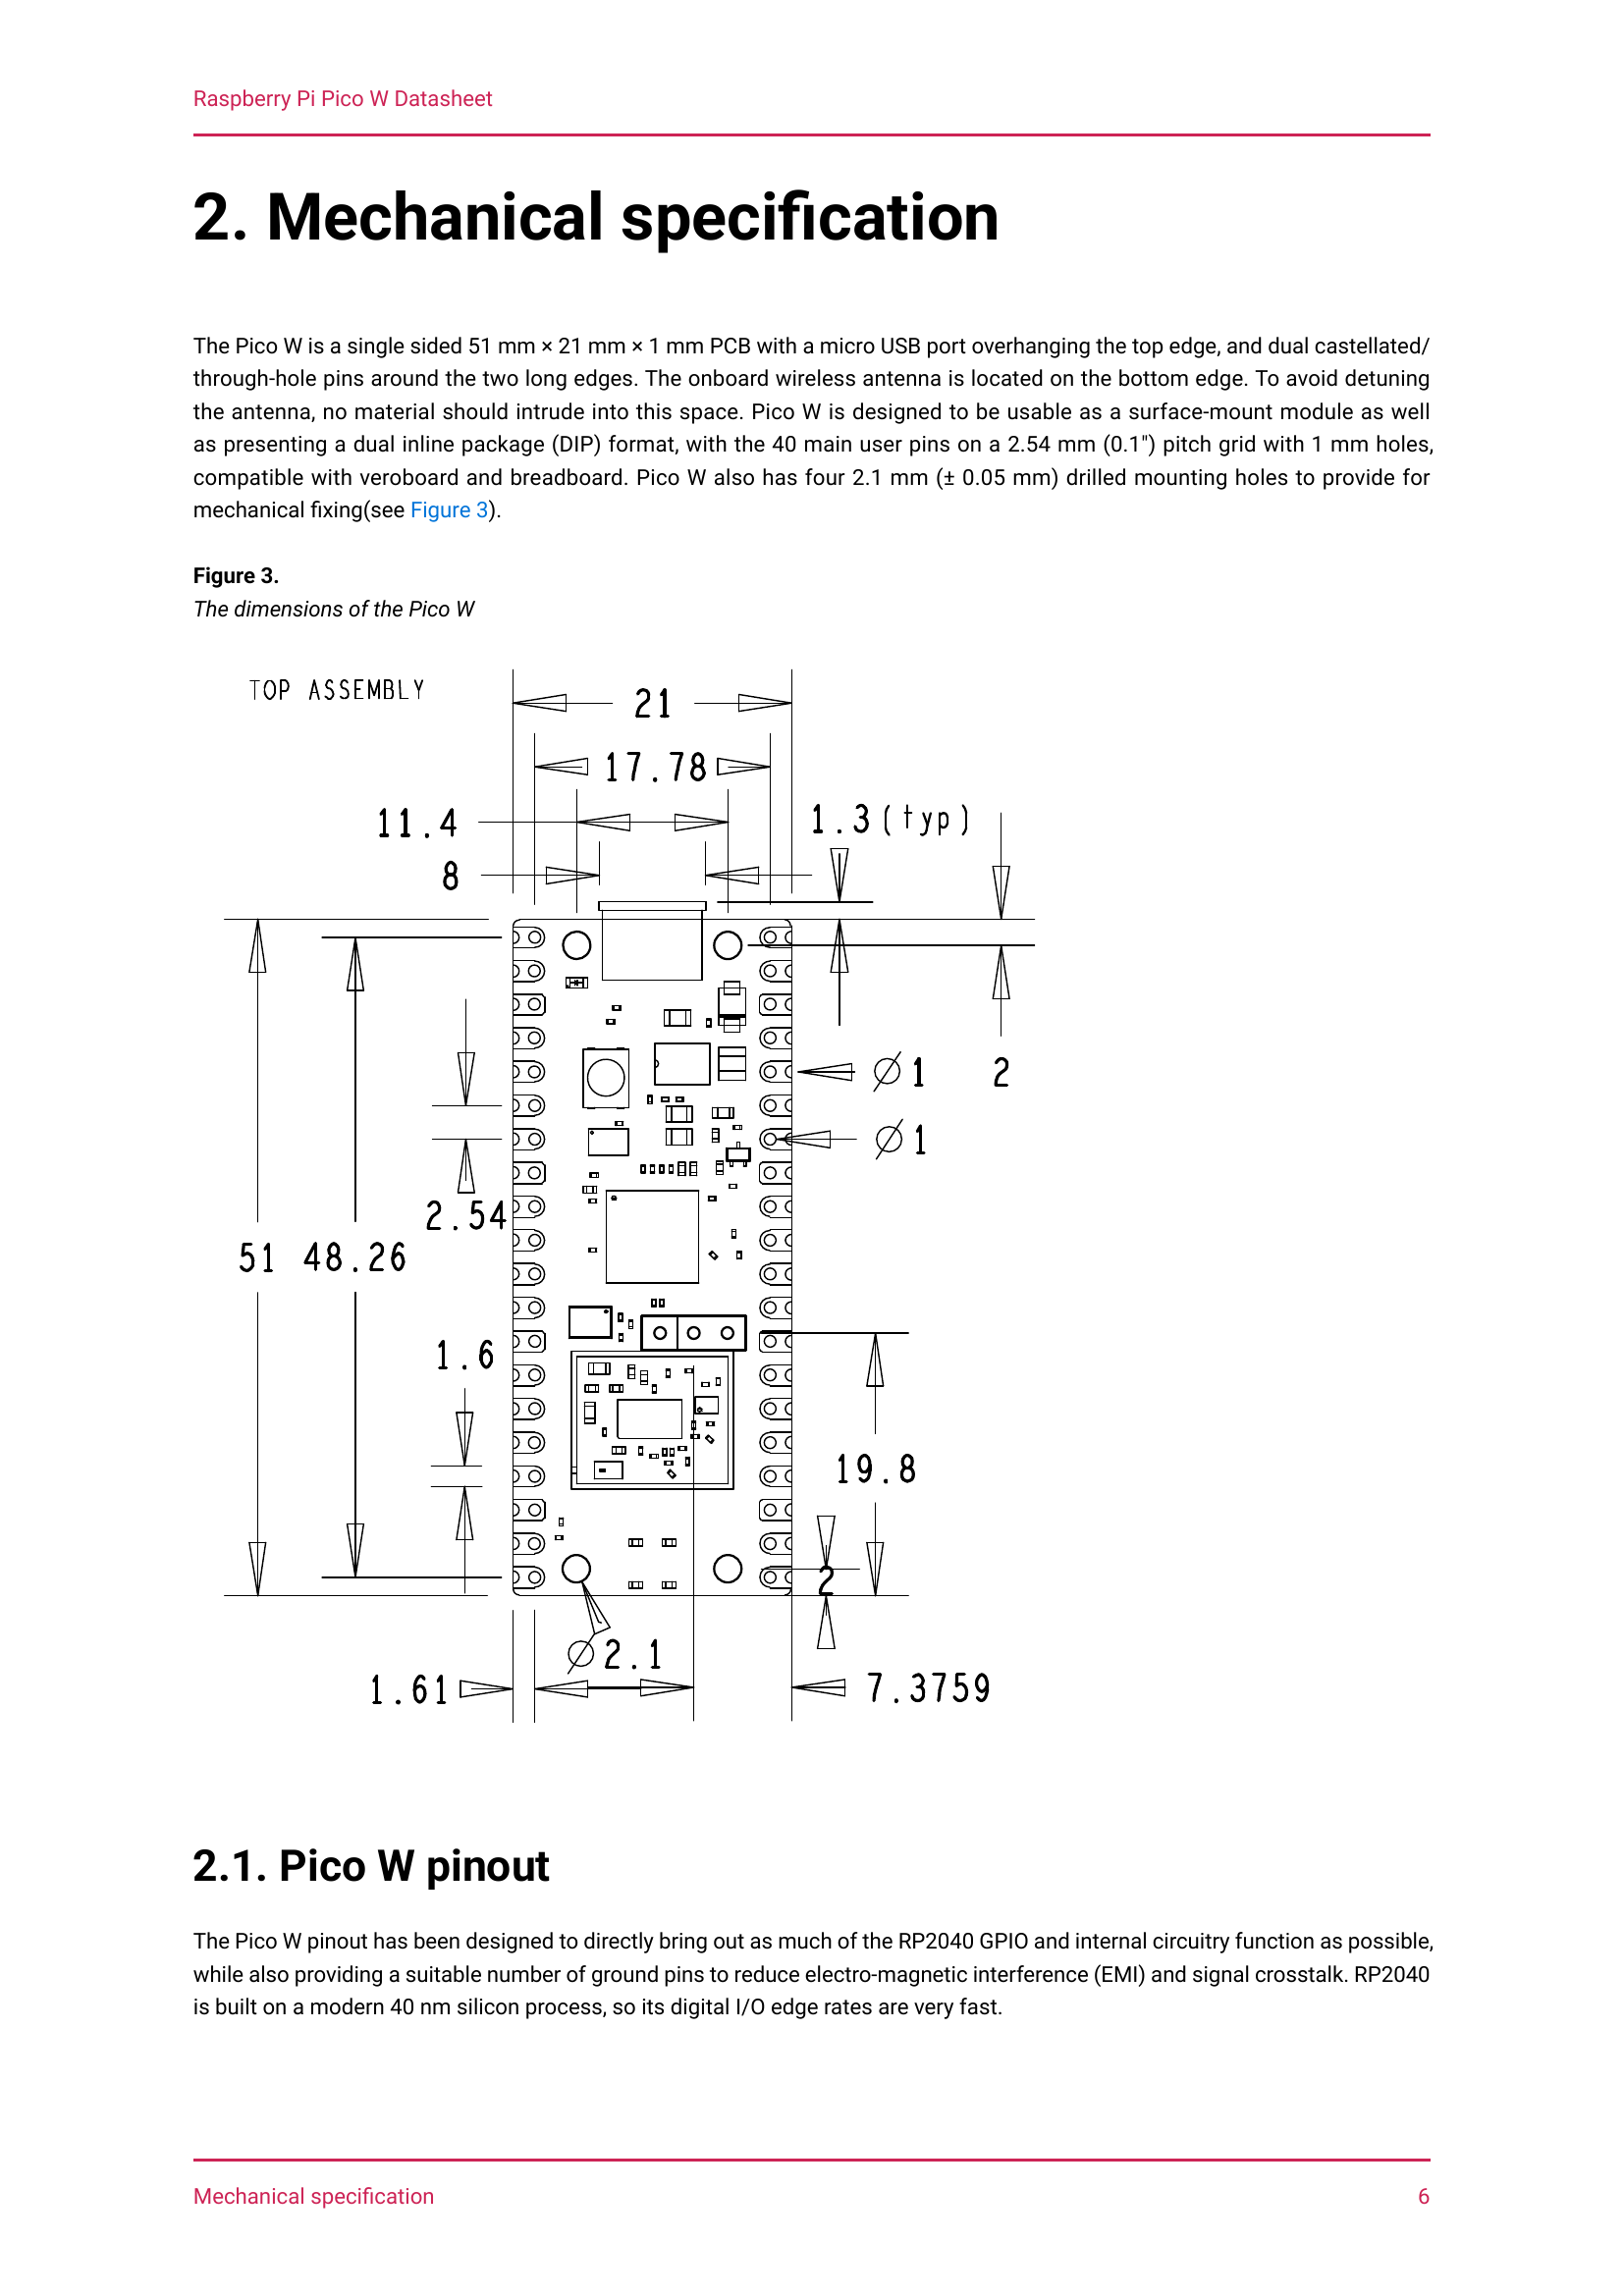 Raspberry Pi Pico W Datasheet
2. Mechanical specification
The Pico W is a single sided 51 mm × 21 mm × 1 mm PCB with a micro USB port overhanging the top edge, and dual castellated/
through-hole pins around the two long edges. The onboard wireless antenna is located on the bottom edge. To avoid detuning
the antenna, no material should intrude into this space. Pico W is designed to be usable as a surface-mount module as well
as presenting a dual inline package (DIP) format, with the 40 main user pins on a 2.54 mm (0.1") pitch grid with 1 mm holes,
compatible with veroboard and breadboard. Pico W also has four 2.1 mm (± 0.05 mm) drilled mounting holes to provide for
mechanical fixing(see Figure 3).
Figure 3.
The dimensions of the Pico W
TOP ASSEMBLY
21
17.78
11.4
1.3(typ)
8
∅1
2
∅1
2.54
51
48.26
1.6
19.8
2
∅2.1
1.61
7.3759
2.1. Pico W pinout
The Pico W pinout has been designed to directly bring out as much of the RP2040 GPIO and internal circuitry function as possible,
while also providing a suitable number of ground pins to reduce electro-magnetic interference (EMI) and signal crosstalk. RP2040
is built on a modern 40 nm silicon process, so its digital I/O edge rates are very fast.
Mechanical specification
6